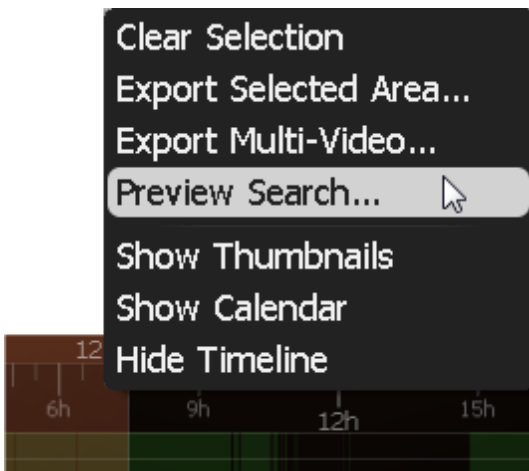 Clear Selection
Export Selected Area...
Export Multi-Video...
Preview Search...
Show Thumbnails
Show Calendar
Hide Timeline
12
6h 9h 12h 15h